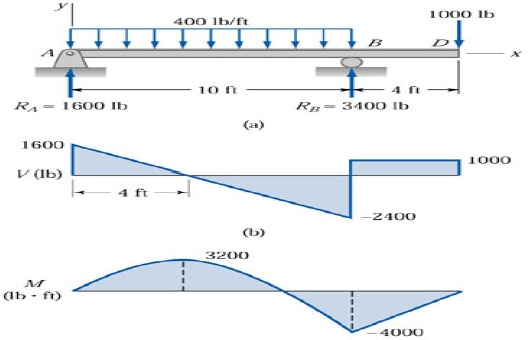 y
400 lb/ft
1000 lb
A
B
D
x
10 ft
4 ft
R_A = 1600 lb
R_B = 3400 lb
(a)
1600
V (lb)
4 ft
1000
−2400
(b)
3200
M
(lb · ft)
−4000